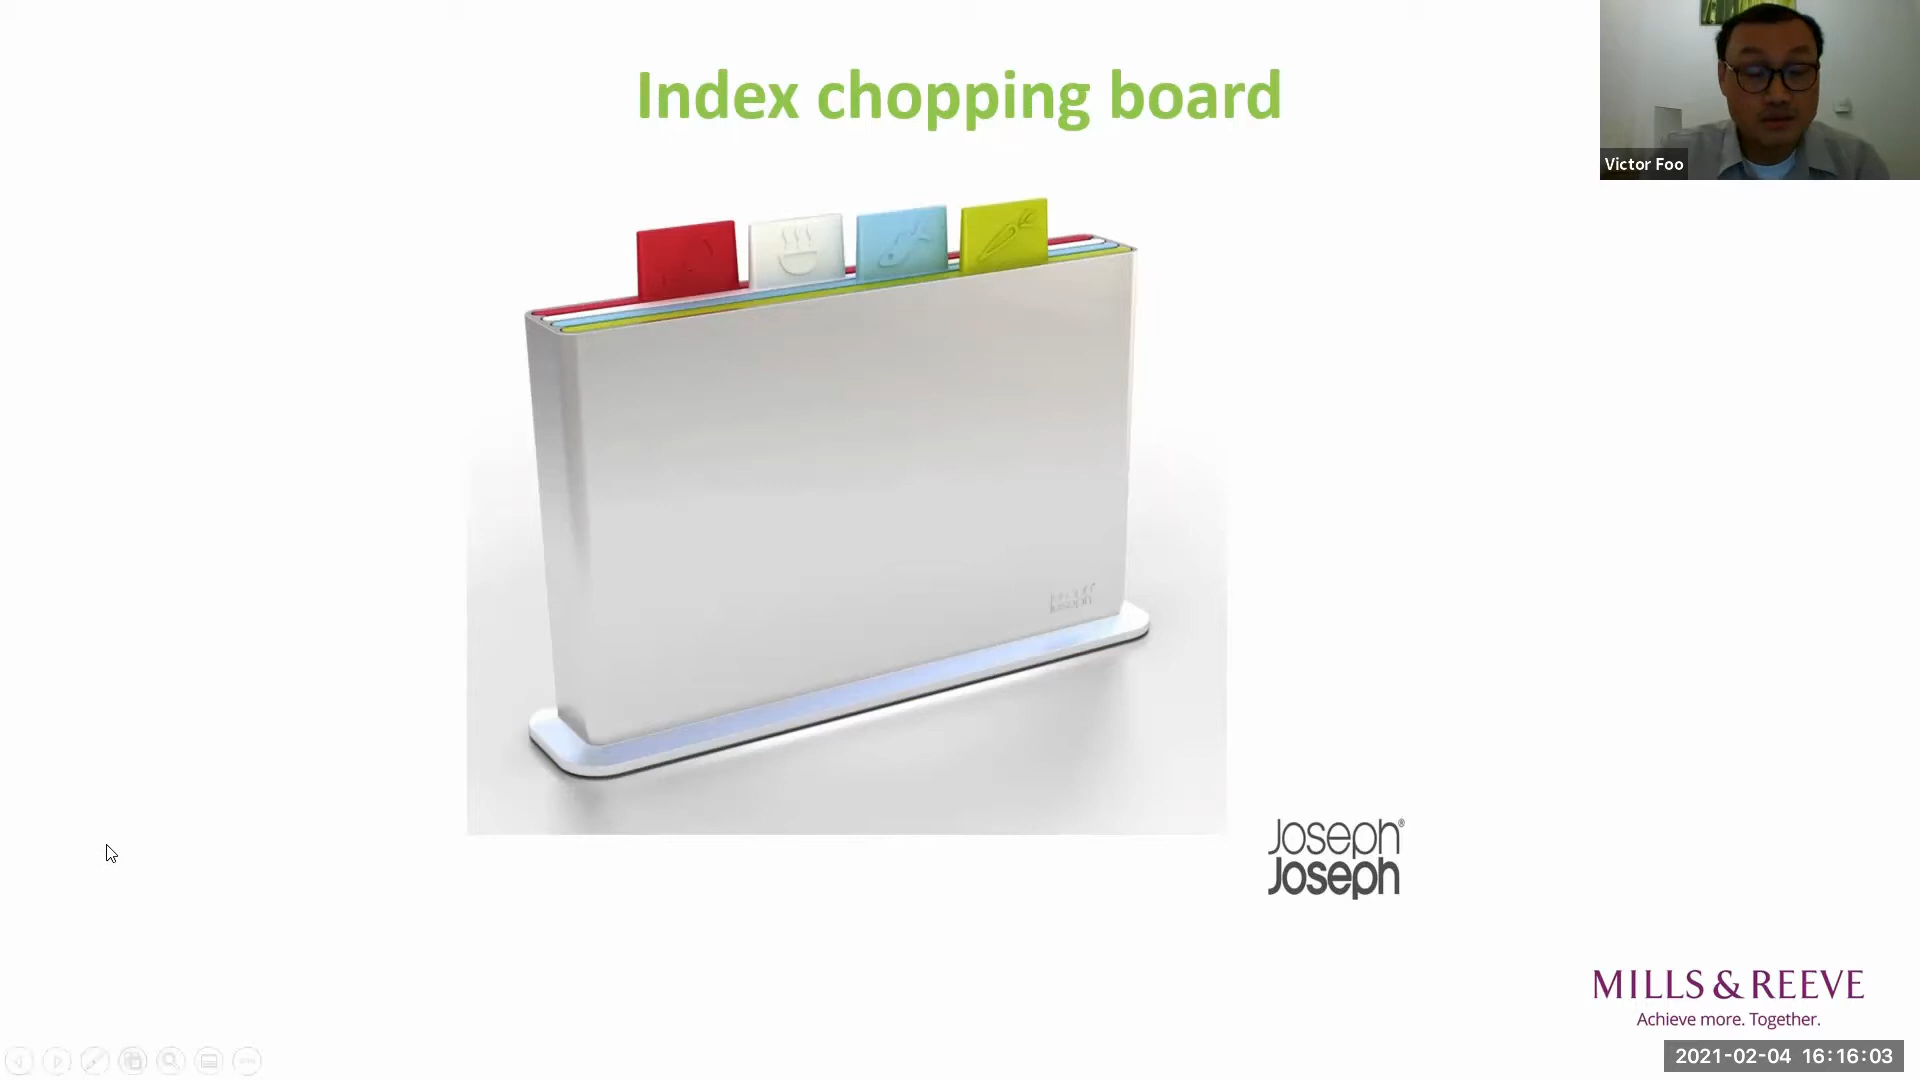 Index chopping board
Victor Foo
Joseph®
Joseph
MILLS & REEVE
Achieve more. Together.
2021-02-04 16:16:03